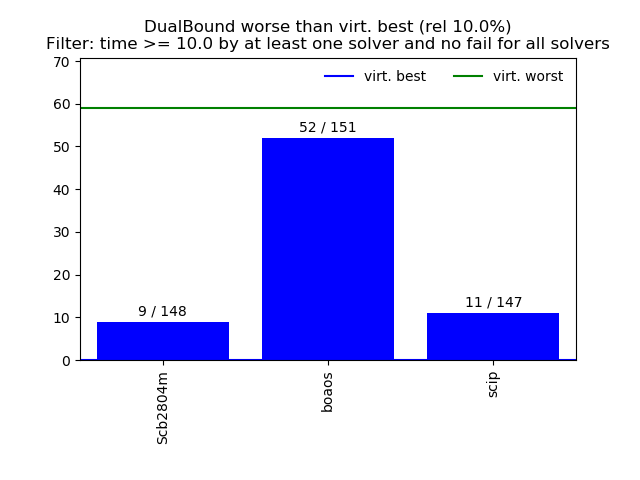 DualBound worse than virt. best (rel 10.0%)
Filter: time >= 10.0 by at least one solver and no fail for all solvers
70
60
50
40
30
20
10
0
virt. best
virt. worst
9 / 148
52 / 151
11 / 147
Scb2804m
boaos
scip